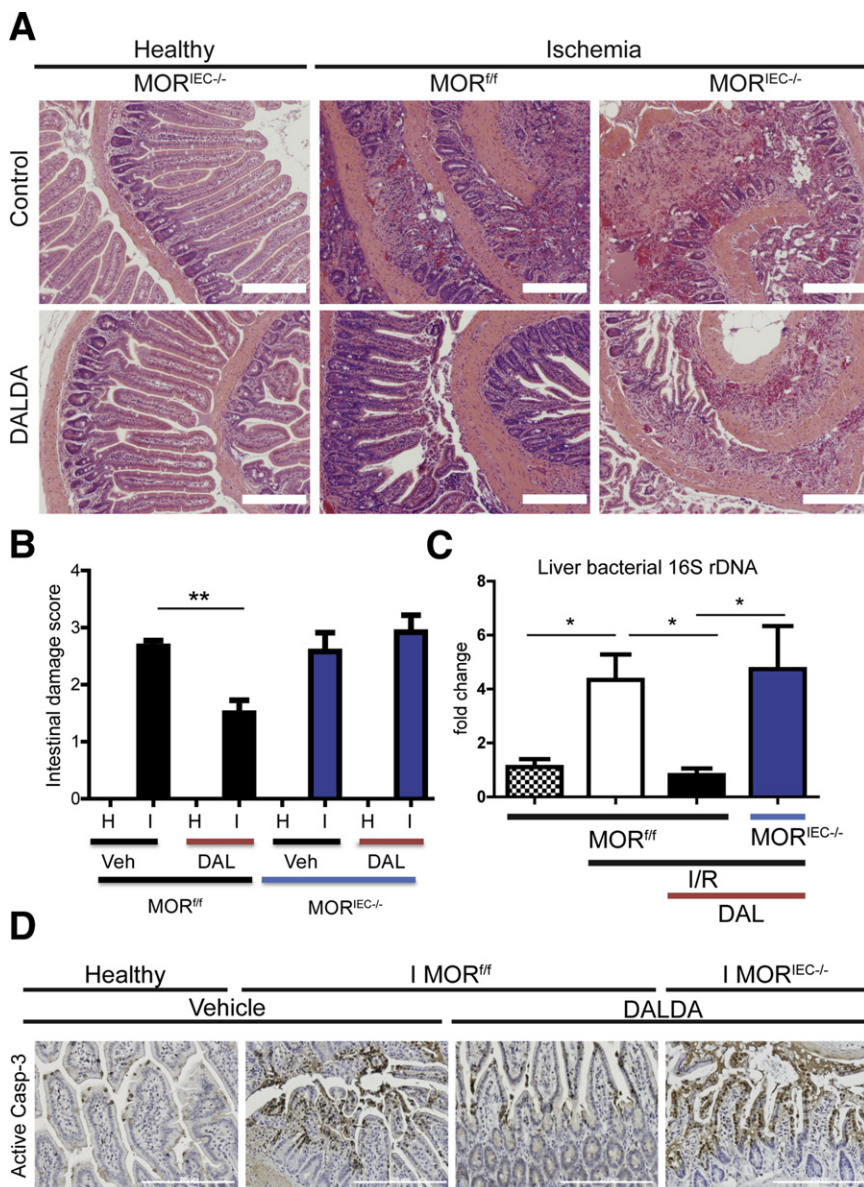 A
Healthy
Ischemia
MOR^IEC-/-
MOR^f/f
MOR^IEC-/-
Control
DALDA
B
Intestinal damage score
4
3
2
1
0
**
H I H I H I H I
Veh DAL Veh DAL
MOR^f/f MOR^IEC-/-
C
Liver bacterial 16S rDNA
fold change
8
6
4
2
0
* * *
MOR^f/f
MOR^IEC-/-
I/R
DAL
D
Healthy
I MOR^f/f
I MOR^IEC-/-
Vehicle
DALDA
Active Casp-3